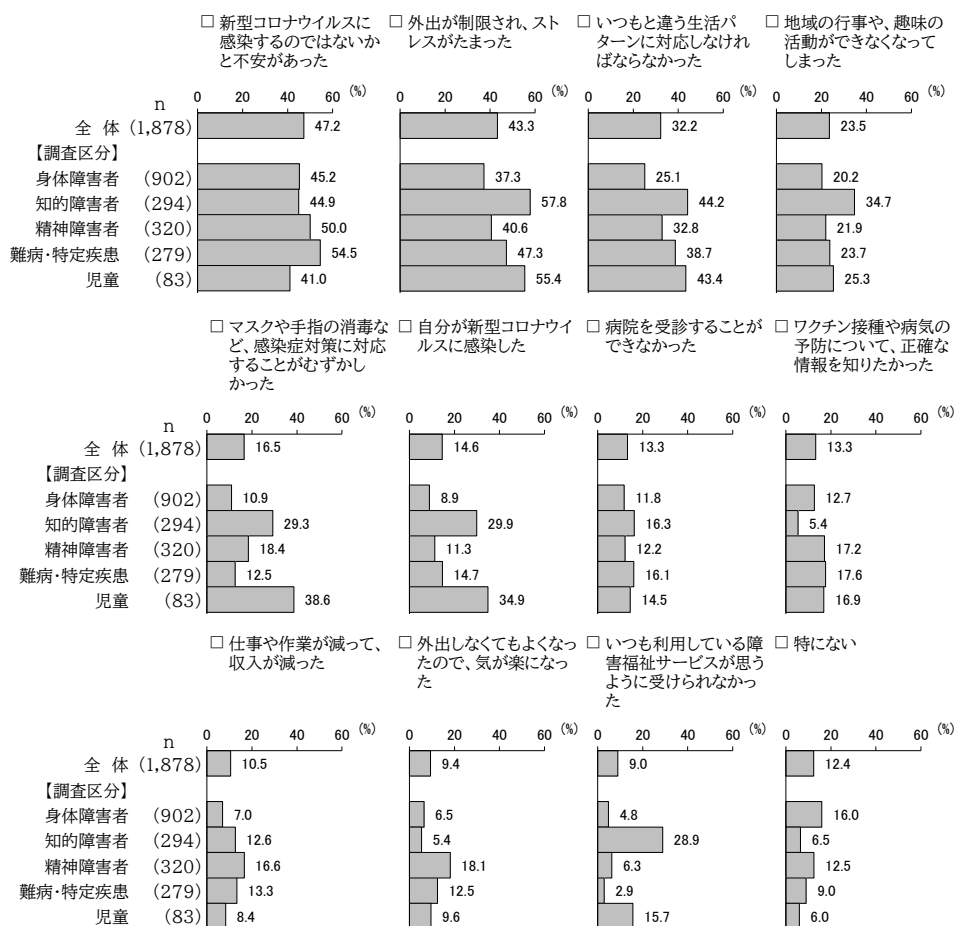 □ 新型コロナウイルスに
感染するのではないか
と不安があった
□ 外出が制限され、スト
レスがたまった
□ いつもと違う生活パ
ターンに対応しなけれ
ばならなかった
□ 地域の行事や、趣味の
活動ができなくなって
しまった
n
0 20 40 60 (%)
0 20 40 60 (%)
0 20 40 60 (%)
0 20 40 60 (%)
全 体 (1,878) 47.2 43.3 32.2 23.5
【調査区分】
身体障害者 (902) 45.2 37.3 25.1 20.2
知的障害者 (294) 44.9 57.8 44.2 34.7
精神障害者 (320) 50.0 40.6 32.8 21.9
難病・特定疾患 (279) 54.5 47.3 38.7 23.7
児童 (83) 41.0 55.4 43.4 25.3
□ マスクや手指の消毒な
ど、感染症対策に対応
することがむずかし
かった
□ 自分が新型コロナウイ
ルスに感染した
□ 病院を受診することが
できなかった
□ ワクチン接種や病気の
予防について、正確な
情報を知りたかった
n
0 20 40 60 (%)
0 20 40 60 (%)
0 20 40 60 (%)
0 20 40 60 (%)
全 体 (1,878) 16.5 14.6 13.3 13.3
【調査区分】
身体障害者 (902) 10.9 8.9 11.8 12.7
知的障害者 (294) 29.3 29.9 16.3 5.4
精神障害者 (320) 18.4 11.3 12.2 17.2
難病・特定疾患 (279) 12.5 14.7 16.1 17.6
児童 (83) 38.6 34.9 14.5 16.9
□ 仕事や作業が減って、
収入が減った
□ 外出しなくてもよくなっ
たので、気が楽になっ
た
□ いつも利用している障
害福祉サービスが思う
ように受けられなかっ
た
□ 特にない
n
0 20 40 60 (%)
0 20 40 60 (%)
0 20 40 60 (%)
0 20 40 60 (%)
全 体 (1,878) 10.5 9.4 9.0 12.4
【調査区分】
身体障害者 (902) 7.0 6.5 4.8 16.0
知的障害者 (294) 12.6 5.4 28.9 6.5
精神障害者 (320) 16.6 18.1 6.3 12.5
難病・特定疾患 (279) 13.3 12.5 2.9 9.0
児童 (83) 8.4 9.6 15.7 6.0